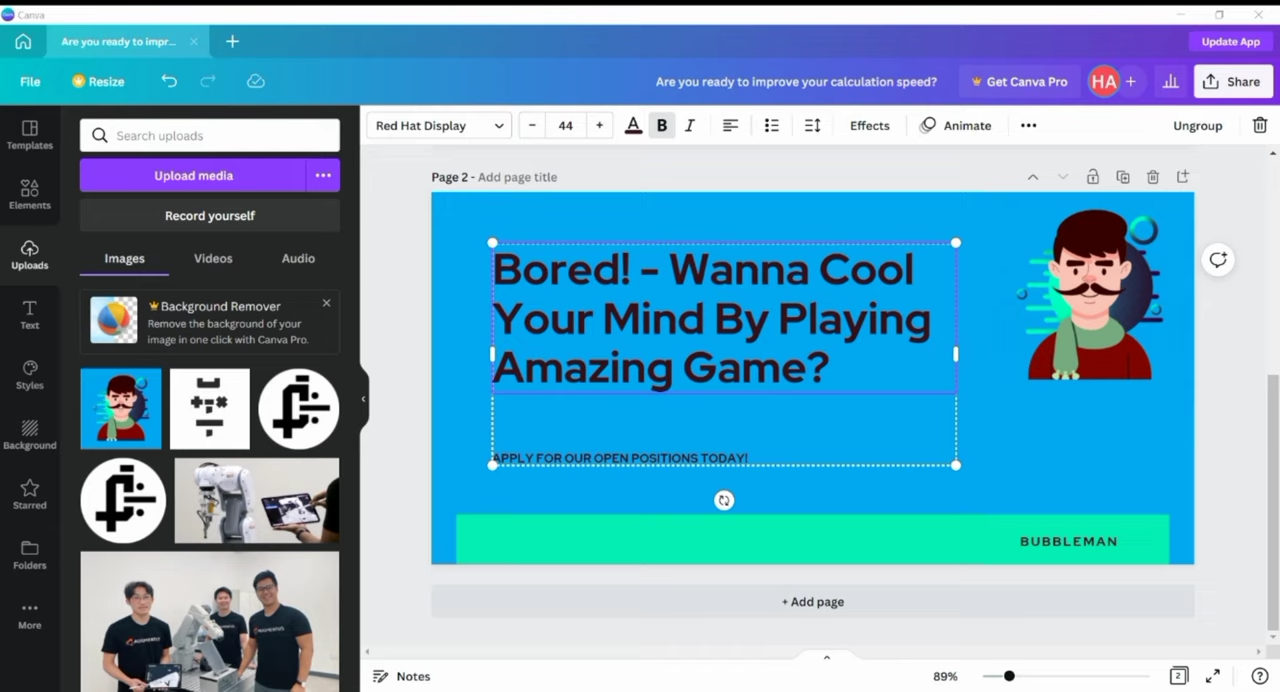 Canva
Are you ready to impr...
Update App
File
Resize
Are you ready to improve your calculation speed?
Get Canva Pro
HA
+
Share
Templates
Elements
Uploads
Text
Styles
Background
Starred
Folders
More
Search uploads
Upload media
Record yourself
Images
Videos
Audio
Background Remover
Remove the background of your
image in one click with Canva Pro.
Red Hat Display
− 44 +
A
B
I
Effects
Animate
Ungroup
Page 2 - Add page title
Bored! - Wanna Cool
Your Mind By Playing
Amazing Game?
APPLY FOR OUR OPEN POSITIONS TODAY!
BUBBLEMAN
+ Add page
Notes
89%
2
?